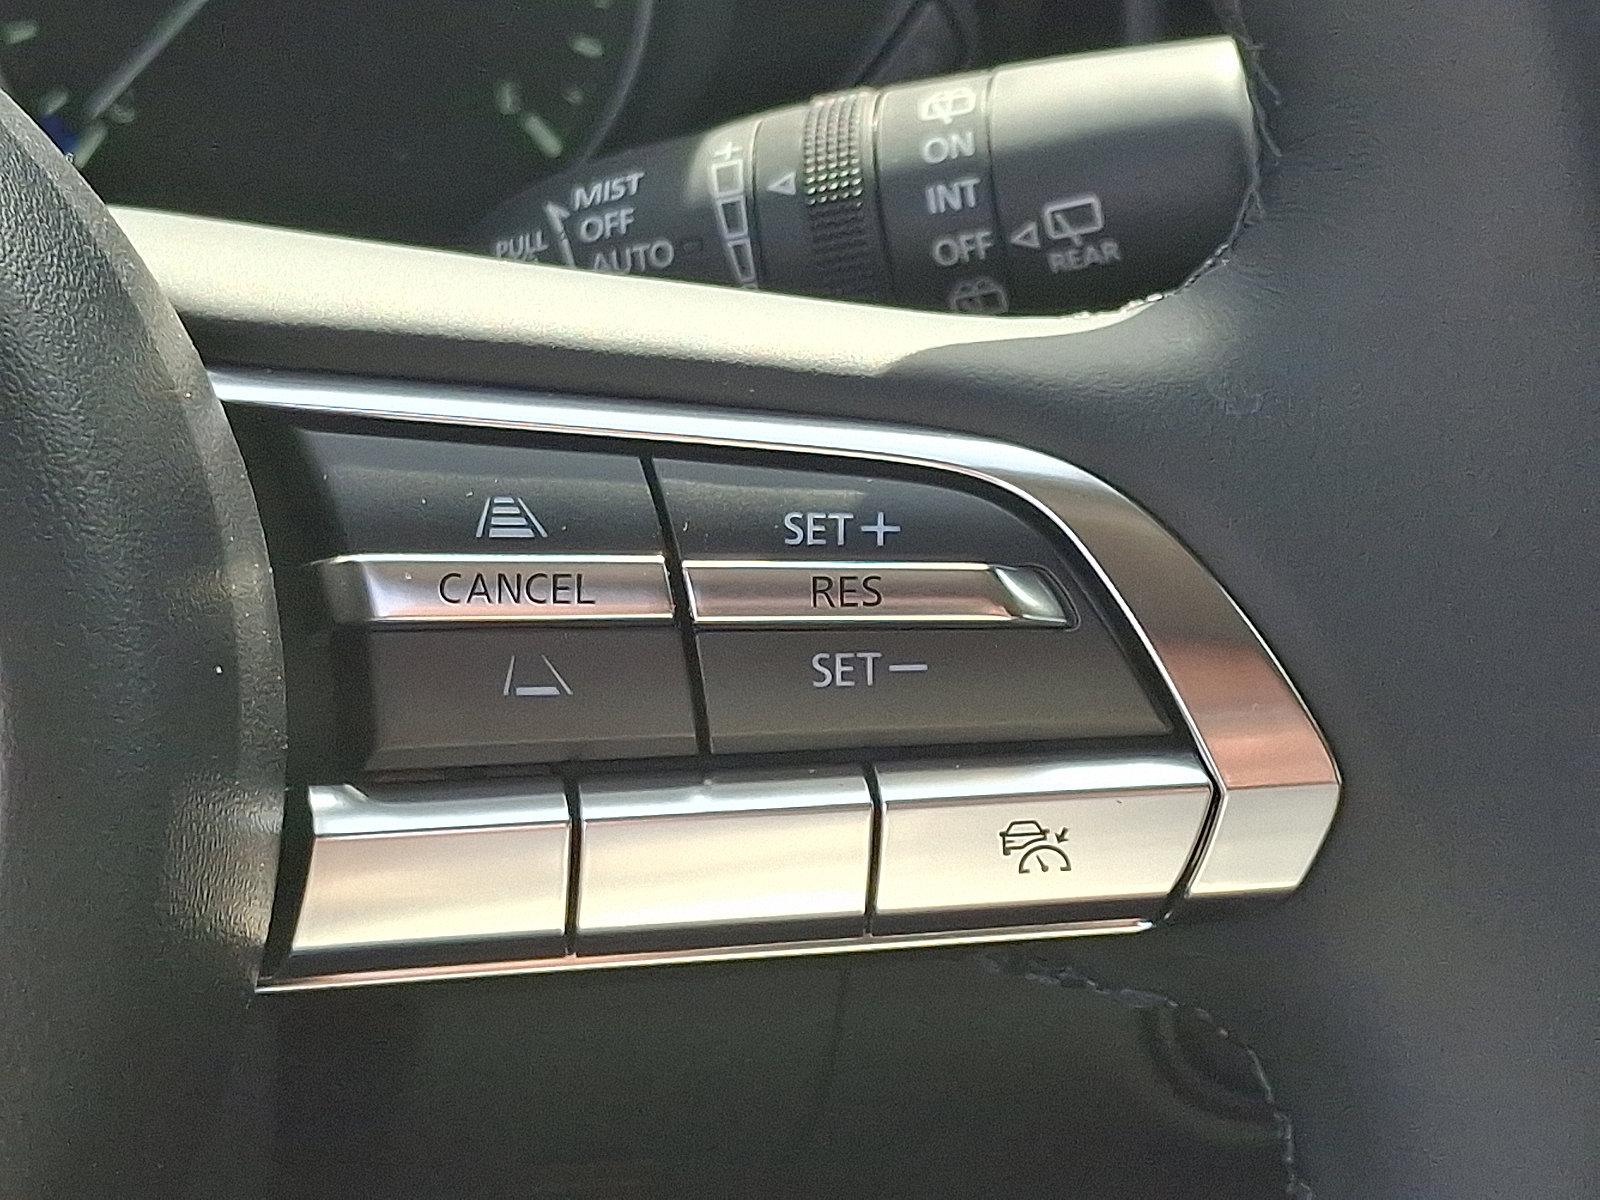 MIST
OFF
PULL
AUTO
ON
INT
OFF
REAR
SET+
CANCEL
RES
SET-